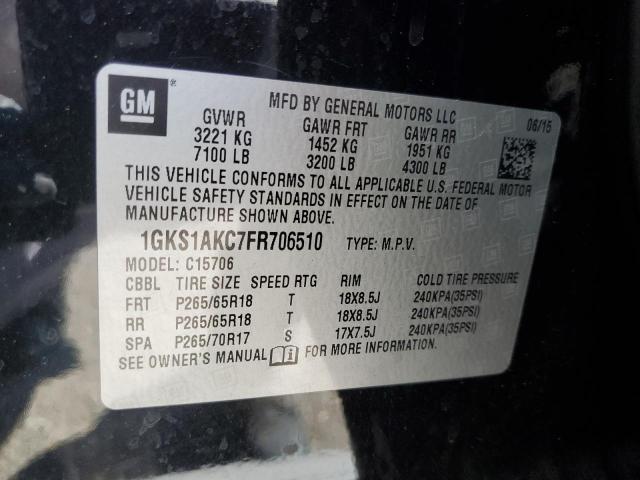 GM®
MFD BY GENERAL MOTORS LLC
06/15
GVWR GAWR FRT GAWR RR
3221 KG 1452 KG 1951 KG
7100 LB 3200 LB 4300 LB
THIS VEHICLE CONFORMS TO ALL APPLICABLE U.S. FEDERAL MOTOR
VEHICLE SAFETY STANDARDS IN EFFECT ON THE DATE OF
MANUFACTURE SHOWN ABOVE.
1GKS1AKC7FR706510 TYPE: M.P.V.
MODEL: C15706
CBBL TIRE SIZE SPEED RTG RIM COLD TIRE PRESSURE
FRT P265/65R18 T 18X8.5J 240KPA(35PSI)
RR P265/65R18 T 18X8.5J 240KPA(35PSI)
SPA P265/70R17 S 17X7.5J 240KPA(35PSI)
SEE OWNER'S MANUAL FOR MORE INFORMATION.